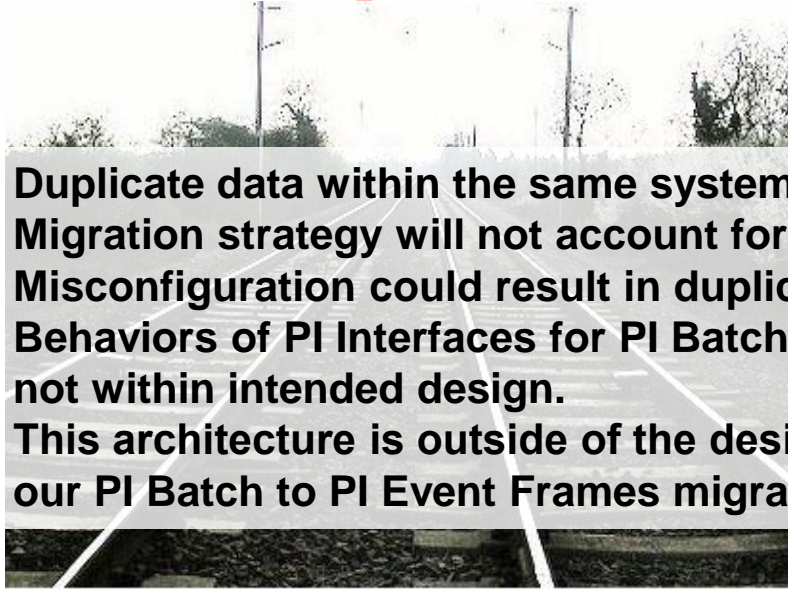 Duplicate data within the same system
Migration strategy will not account for
Misconfiguration could result in duplic
Behaviors of PI Interfaces for PI Batch
not within intended design.
This architecture is outside of the desi
our PI Batch to PI Event Frames migra